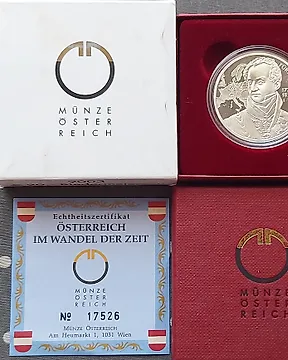 MÜNZE
ÖSTER
REICH
Echtheitszertifikat
ÖSTERREICH
IM WANDEL DER ZEIT
MÜNZE
ÖSTER
REICH
№ 17526
MÜNZE ÖSTERREICH
Am Heumarkt 1, 1031 Wien
MÜNZE
ÖSTER
REICH